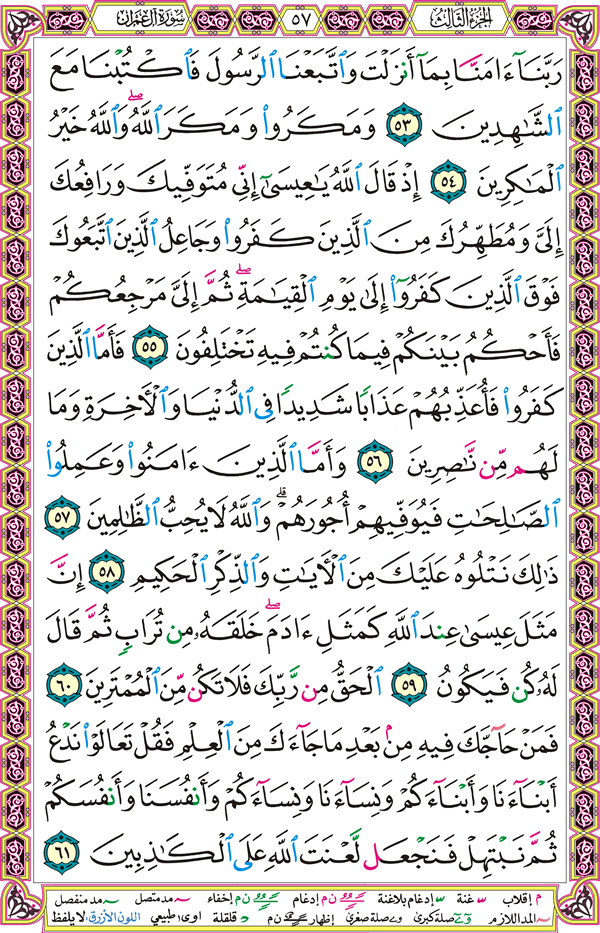 الجزء الثالث ٥٧ سورة آل عمران
رَبَّنَآ ءَامَنَّا بِمَآ أَنزَلْتَ وَٱتَّبَعْنَا ٱلرَّسُولَ فَٱكْتُبْنَا مَعَ
ٱلشَّٰهِدِينَ ٥٣ وَمَكَرُوا۟ وَمَكَرَ ٱللَّهُ ۖ وَٱللَّهُ خَيْرُ
ٱلْمَٰكِرِينَ ٥٤ إِذْ قَالَ ٱللَّهُ يَٰعِيسَىٰٓ إِنِّى مُتَوَفِّيكَ وَرَافِعُكَ
إِلَىَّ وَمُطَهِّرُكَ مِنَ ٱلَّذِينَ كَفَرُوا۟ وَجَاعِلُ ٱلَّذِينَ ٱتَّبَعُوكَ
فَوْقَ ٱلَّذِينَ كَفَرُوٓا۟ إِلَىٰ يَوْمِ ٱلْقِيَٰمَةِ ۖ ثُمَّ إِلَىَّ مَرْجِعُكُمْ
فَأَحْكُمُ بَيْنَكُمْ فِيمَا كُنتُمْ فِيهِ تَخْتَلِفُونَ ٥٥ فَأَمَّا ٱلَّذِينَ
كَفَرُوا۟ فَأُعَذِّبُهُمْ عَذَابًا شَدِيدًا فِى ٱلدُّنْيَا وَٱلْءَاخِرَةِ وَمَا
لَهُم مِّن نَّٰصِرِينَ ٥٦ وَأَمَّا ٱلَّذِينَ ءَامَنُوا۟ وَعَمِلُوا۟
ٱلصَّٰلِحَٰتِ فَيُوَفِّيهِمْ أُجُورَهُمْ ۗ وَٱللَّهُ لَا يُحِبُّ ٱلظَّٰلِمِينَ ٥٧
ذَٰلِكَ نَتْلُوهُ عَلَيْكَ مِنَ ٱلْءَايَٰتِ وَٱلذِّكْرِ ٱلْحَكِيمِ ٥٨ إِنَّ
مَثَلَ عِيسَىٰ عِندَ ٱللَّهِ كَمَثَلِ ءَادَمَ ۖ خَلَقَهُۥ مِن تُرَابٍ ثُمَّ قَالَ
لَهُۥ كُن فَيَكُونُ ٥٩ ٱلْحَقُّ مِن رَّبِّكَ فَلَا تَكُن مِّنَ ٱلْمُمْتَرِينَ ٦٠
فَمَنْ حَآجَّكَ فِيهِ مِنۢ بَعْدِ مَا جَآءَكَ مِنَ ٱلْعِلْمِ فَقُلْ تَعَالَوْا۟ نَدْعُ
أَبْنَآءَنَا وَأَبْنَآءَكُمْ وَنِسَآءَنَا وَنِسَآءَكُمْ وَأَنفُسَنَا وَأَنفُسَكُمْ
ثُمَّ نَبْتَهِلْ فَنَجْعَل لَّعْنَتَ ٱللَّهِ عَلَى ٱلْكَٰذِبِينَ ٦١
م إقلاب غنة إدغام بلاغنة ن م إدغام ن م إخفاء مد متصل مد منفصل
المد اللازم صلة كبرى صلة صغرى إظهار ن م قلقلة اوى: طبيعي اللون الأزرق: لا يلفظ